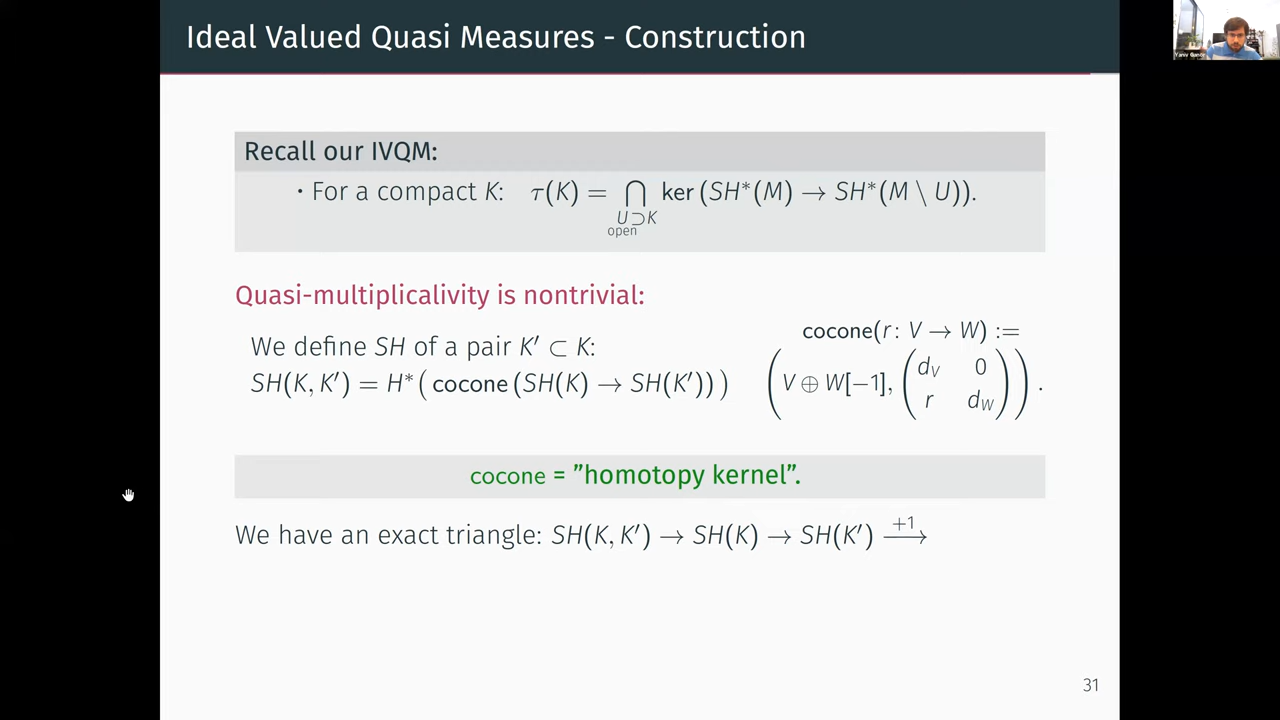 Ideal Valued Quasi Measures - Construction
Recall our IVQM:
· For a compact K: τ(K) = ⋂ ker (SH*(M) → SH*(M \ U)).
U⊃K
open
Quasi-multiplicalivity is nontrivial:
We define SH of a pair K′ ⊂ K:
SH(K, K′) = H*(cocone (SH(K) → SH(K′)))
cocone(r: V → W) :=
(V ⊕ W[−1], (d_V 0
r d_W)).
cocone = ”homotopy kernel”.
We have an exact triangle: SH(K, K′) → SH(K) → SH(K′) +1⟶
31